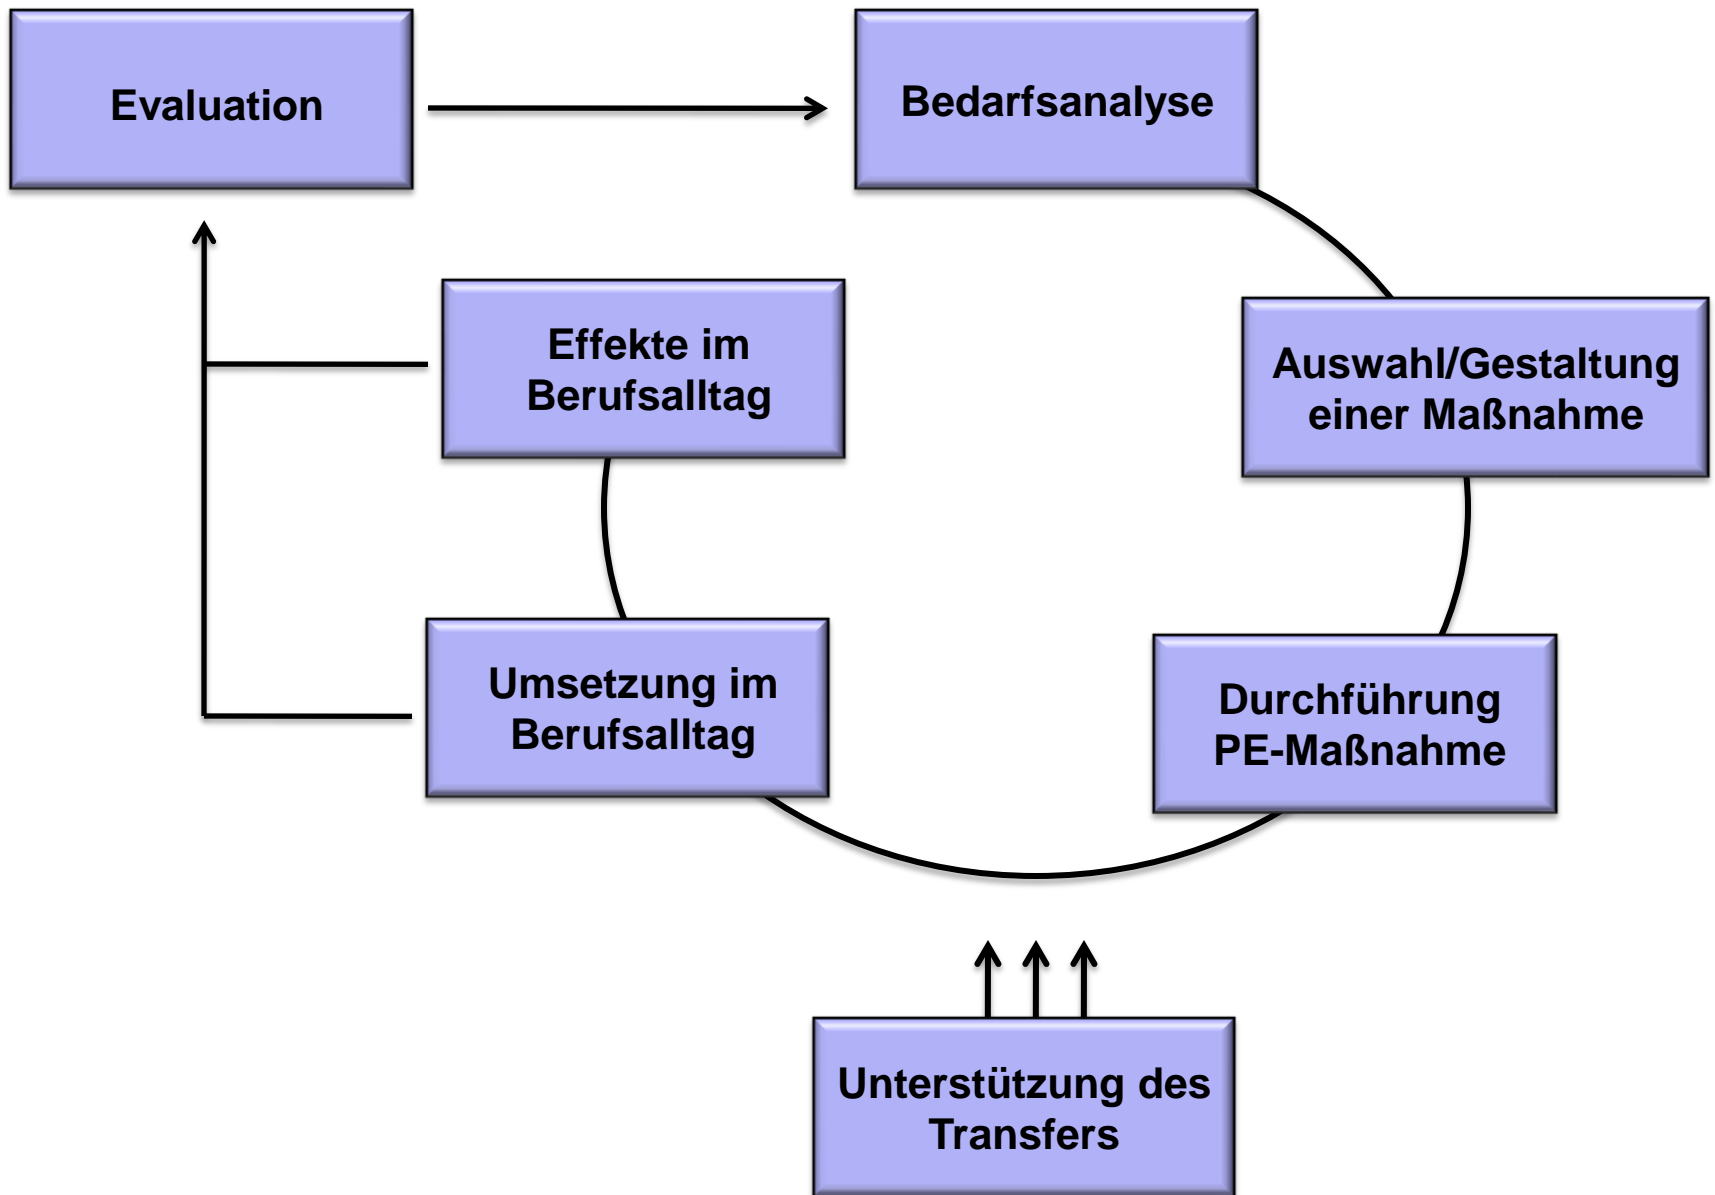 Evaluation
Bedarfsanalyse
Effekte im
Berufsalltag
Auswahl/Gestaltung
einer Maßnahme
Umsetzung im
Berufsalltag
Durchführung
PE-Maßnahme
Unterstützung des
Transfers